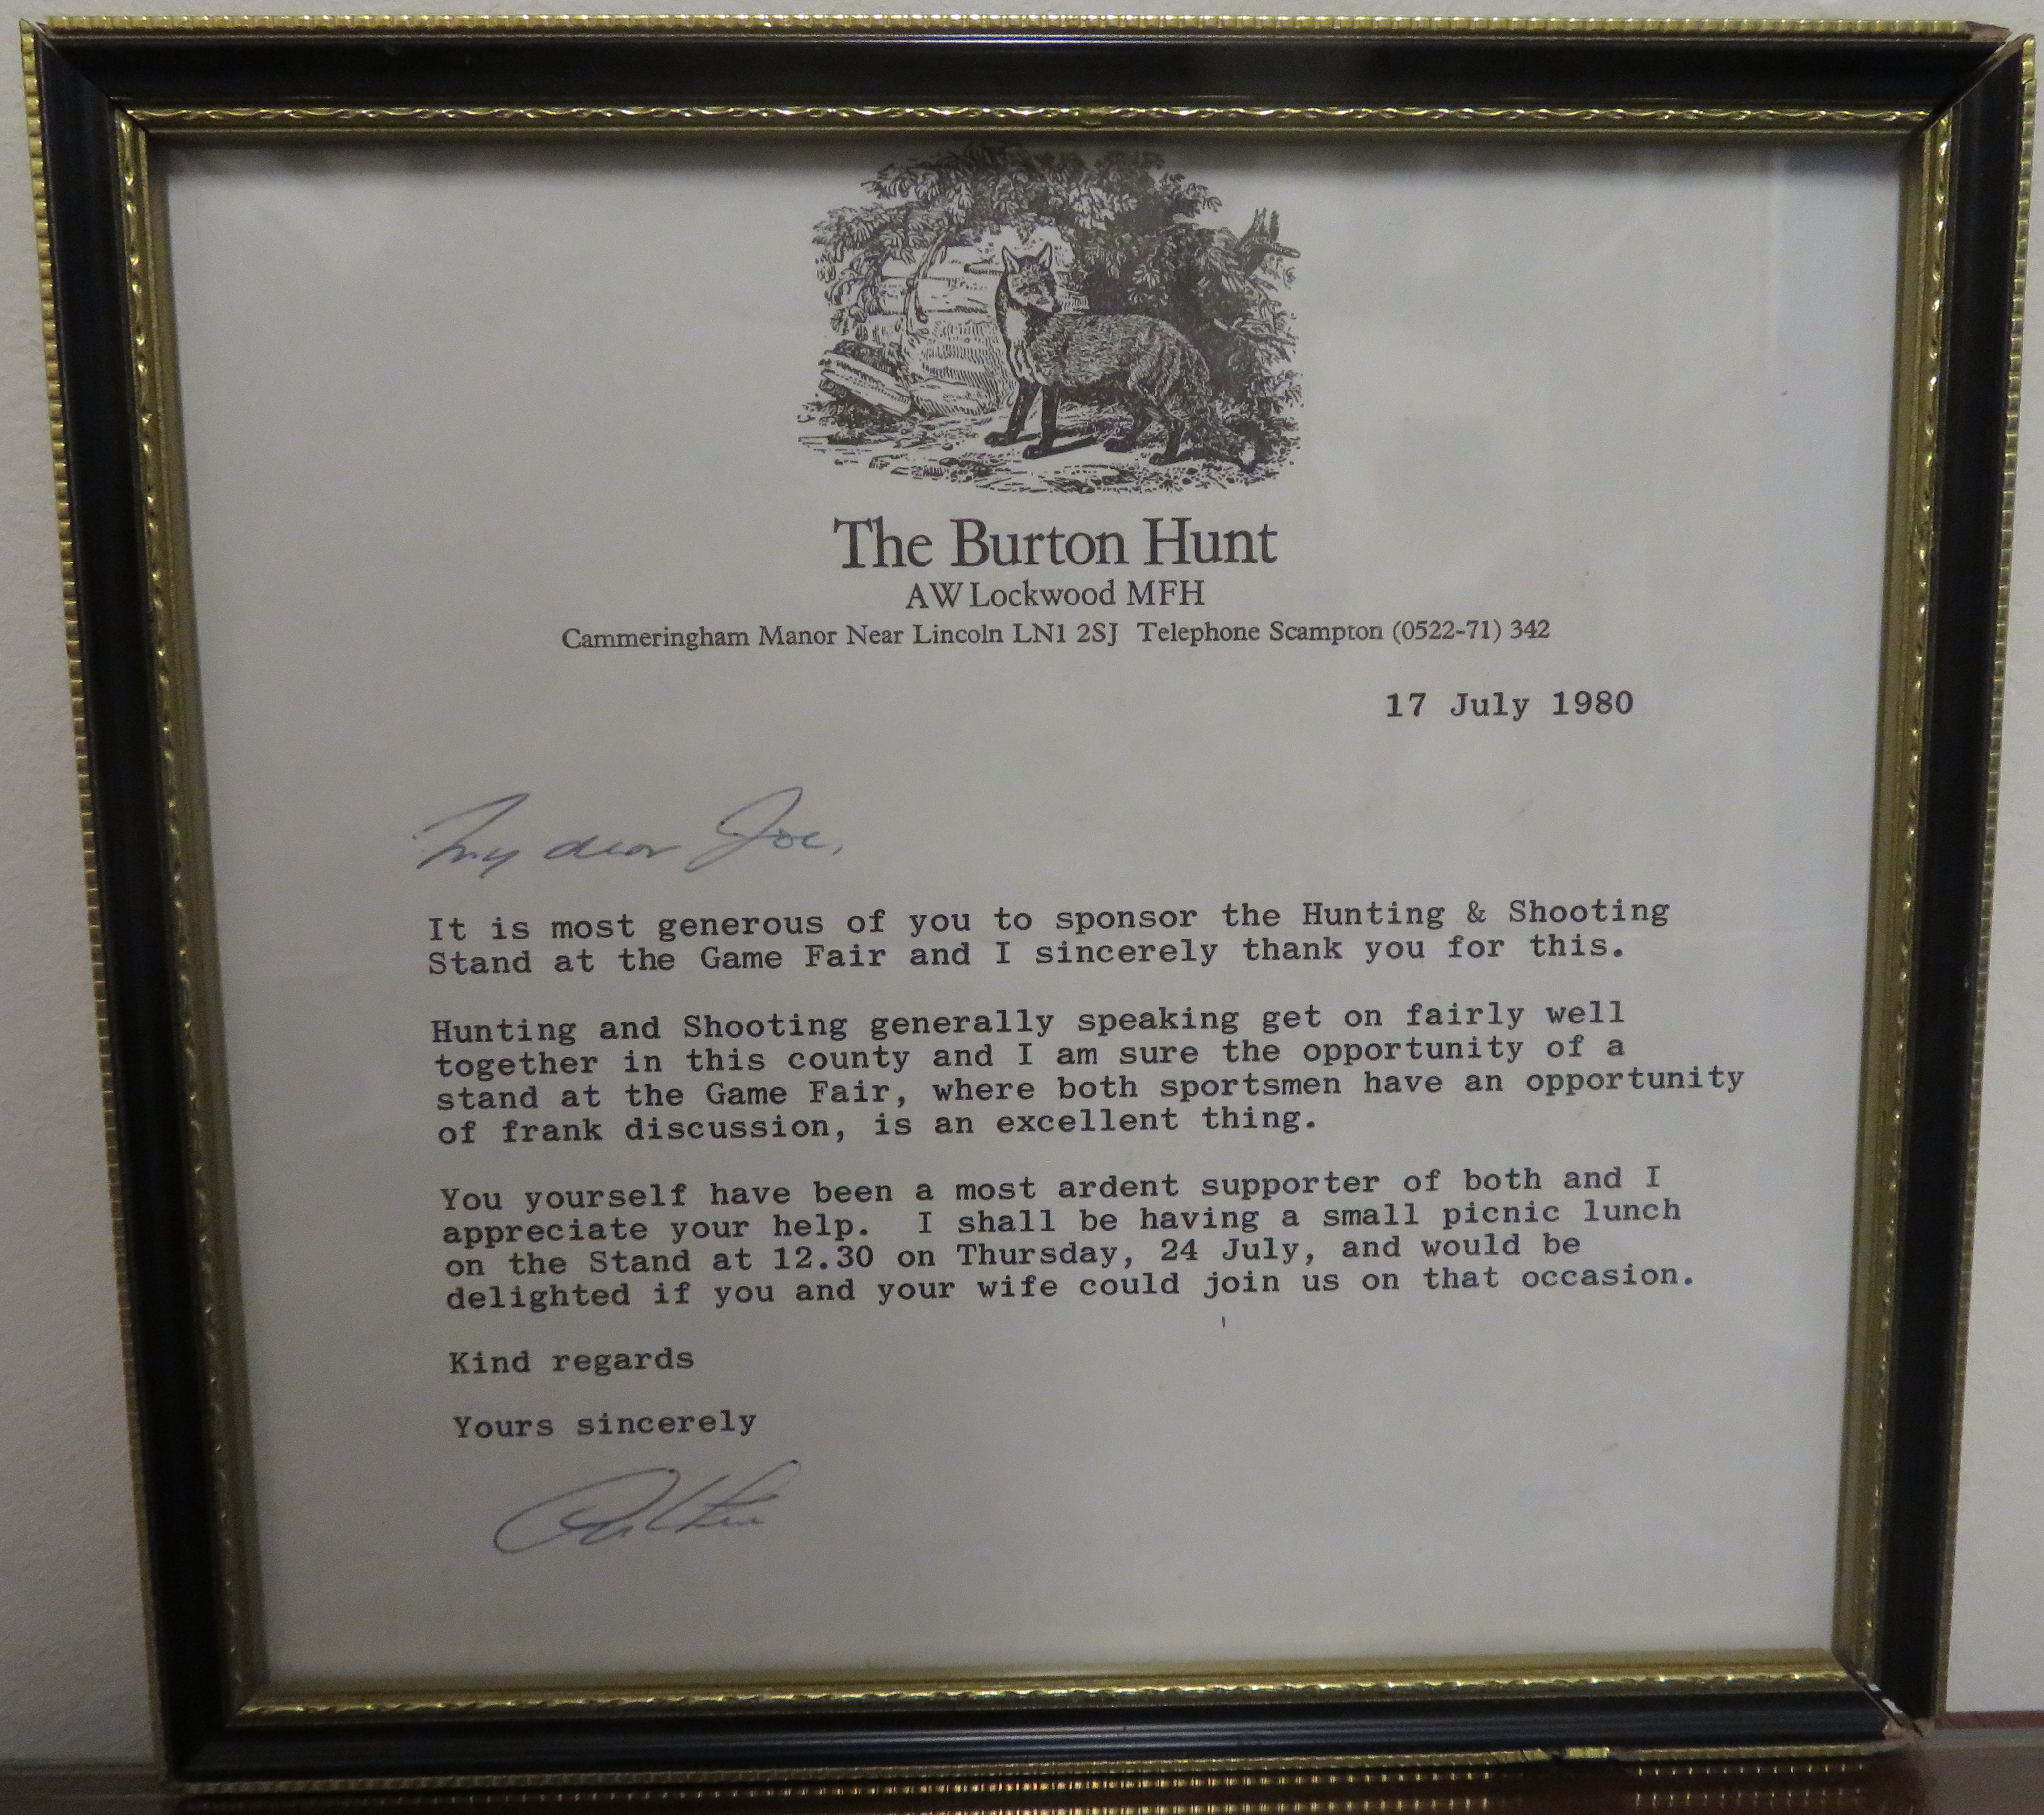 The Burton Hunt
AW Lockwood MFH
Cammeringham Manor Near Lincoln LN1 2SJ Telephone Scampton (0522-71) 342
17 July 1980
My dear Joe,
It is most generous of you to sponsor the Hunting & Shooting
Stand at the Game Fair and I sincerely thank you for this.
Hunting and Shooting generally speaking get on fairly well
together in this county and I am sure the opportunity of a
stand at the Game Fair, where both sportsmen have an opportunity
of frank discussion, is an excellent thing.
You yourself have been a most ardent supporter of both and I
appreciate your help. I shall be having a small picnic lunch
on the Stand at 12.30 on Thursday, 24 July, and would be
delighted if you and your wife could join us on that occasion.
Kind regards
Yours sincerely